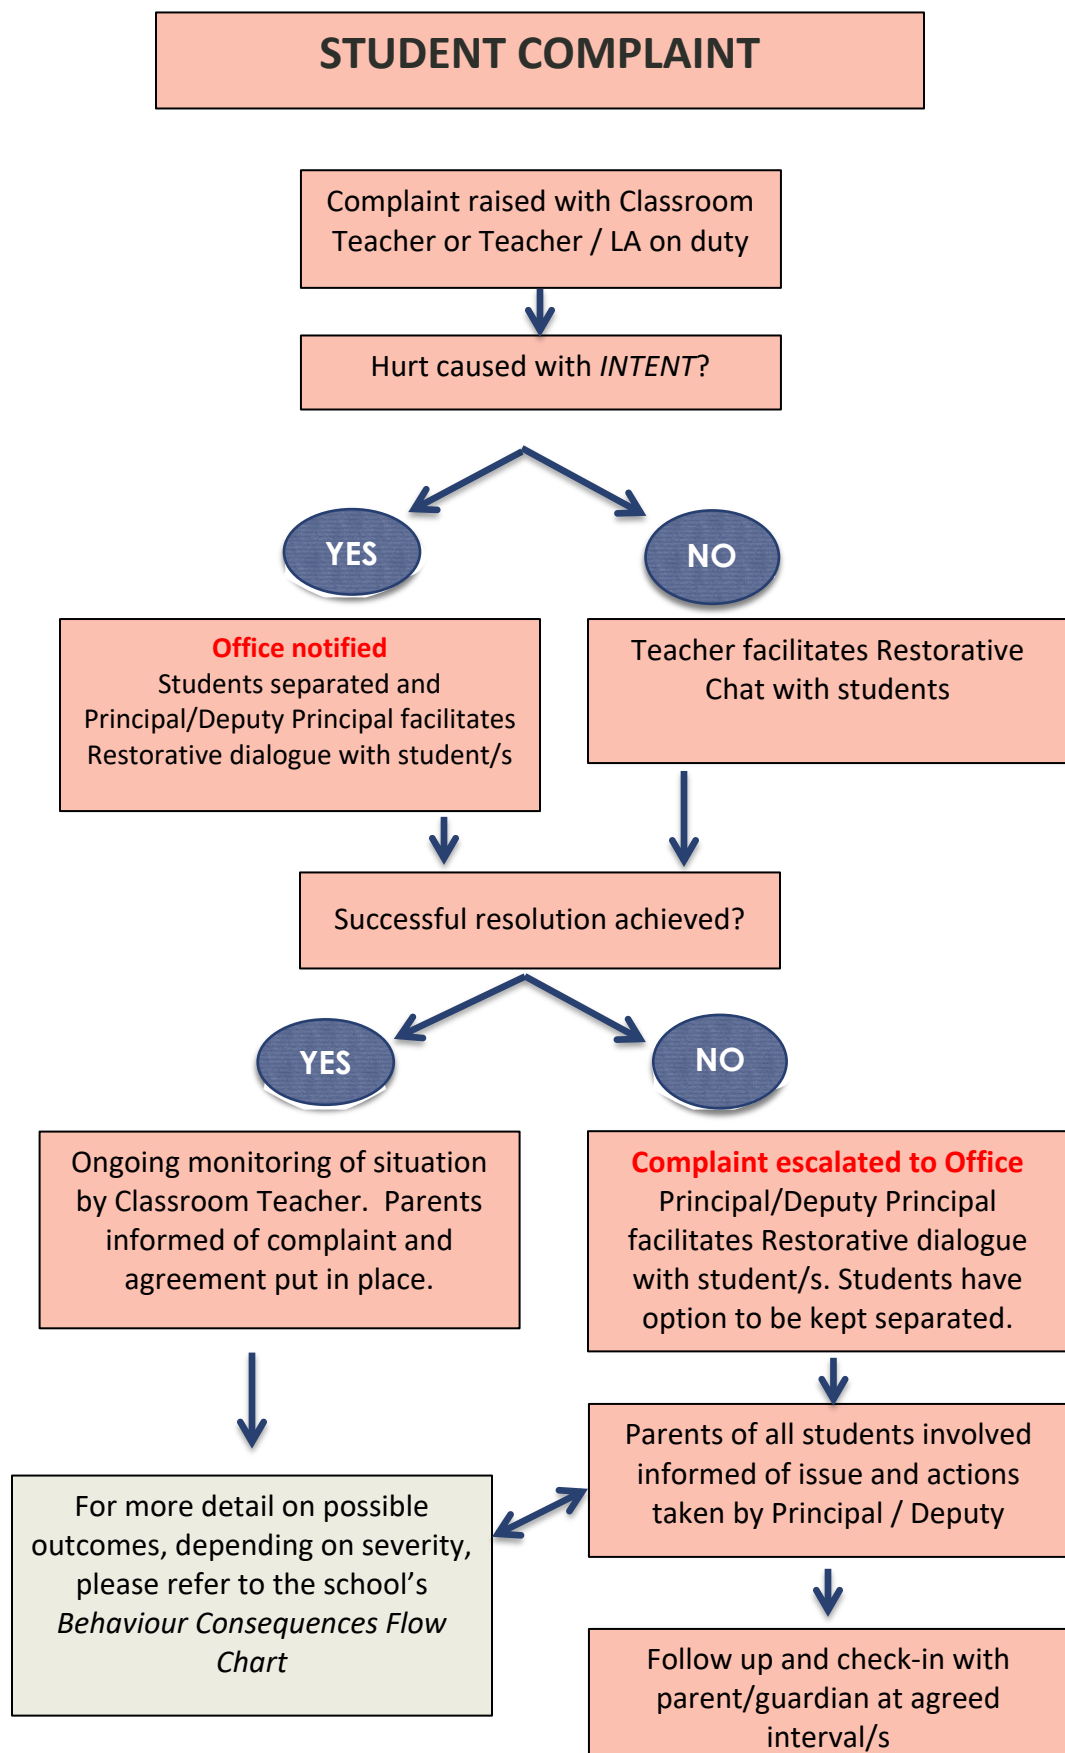 STUDENT COMPLAINT
Complaint raised with Classroom
Teacher or Teacher / LA on duty
Hurt caused with INTENT?
YES
NO
Office notified
Students separated and
Principal/Deputy Principal facilitates
Restorative dialogue with student/s
Teacher facilitates Restorative
Chat with students
Successful resolution achieved?
YES
NO
Ongoing monitoring of situation
by Classroom Teacher.  Parents
informed of complaint and
agreement put in place.
Complaint escalated to Office
Principal/Deputy Principal
facilitates Restorative dialogue
with student/s. Students have
option to be kept separated.
Parents of all students involved
informed of issue and actions
taken by Principal / Deputy
For more detail on possible
outcomes, depending on severity,
please refer to the school’s
Behaviour Consequences Flow
Chart
Follow up and check-in with
parent/guardian at agreed
interval/s